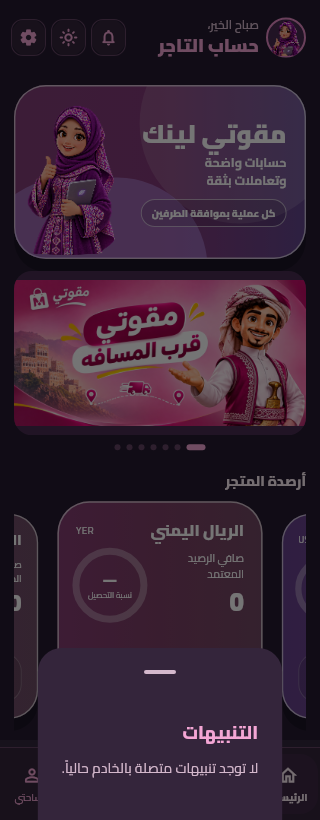 صباح الخير،
حساب التاجر
مقوتي لينك
حسابات واضحة
وتعاملات بثقة
كل عملية بموافقة الطرفين
مقوتي
مقوتي
قرب المسافه
أرصدة المتجر
الريال اليمني
YER
صافي الرصيد
المعتمد
0
—
نسبة التحصيل
US
التنبيهات
لا توجد تنبيهات متصلة بالخادم حالياً.